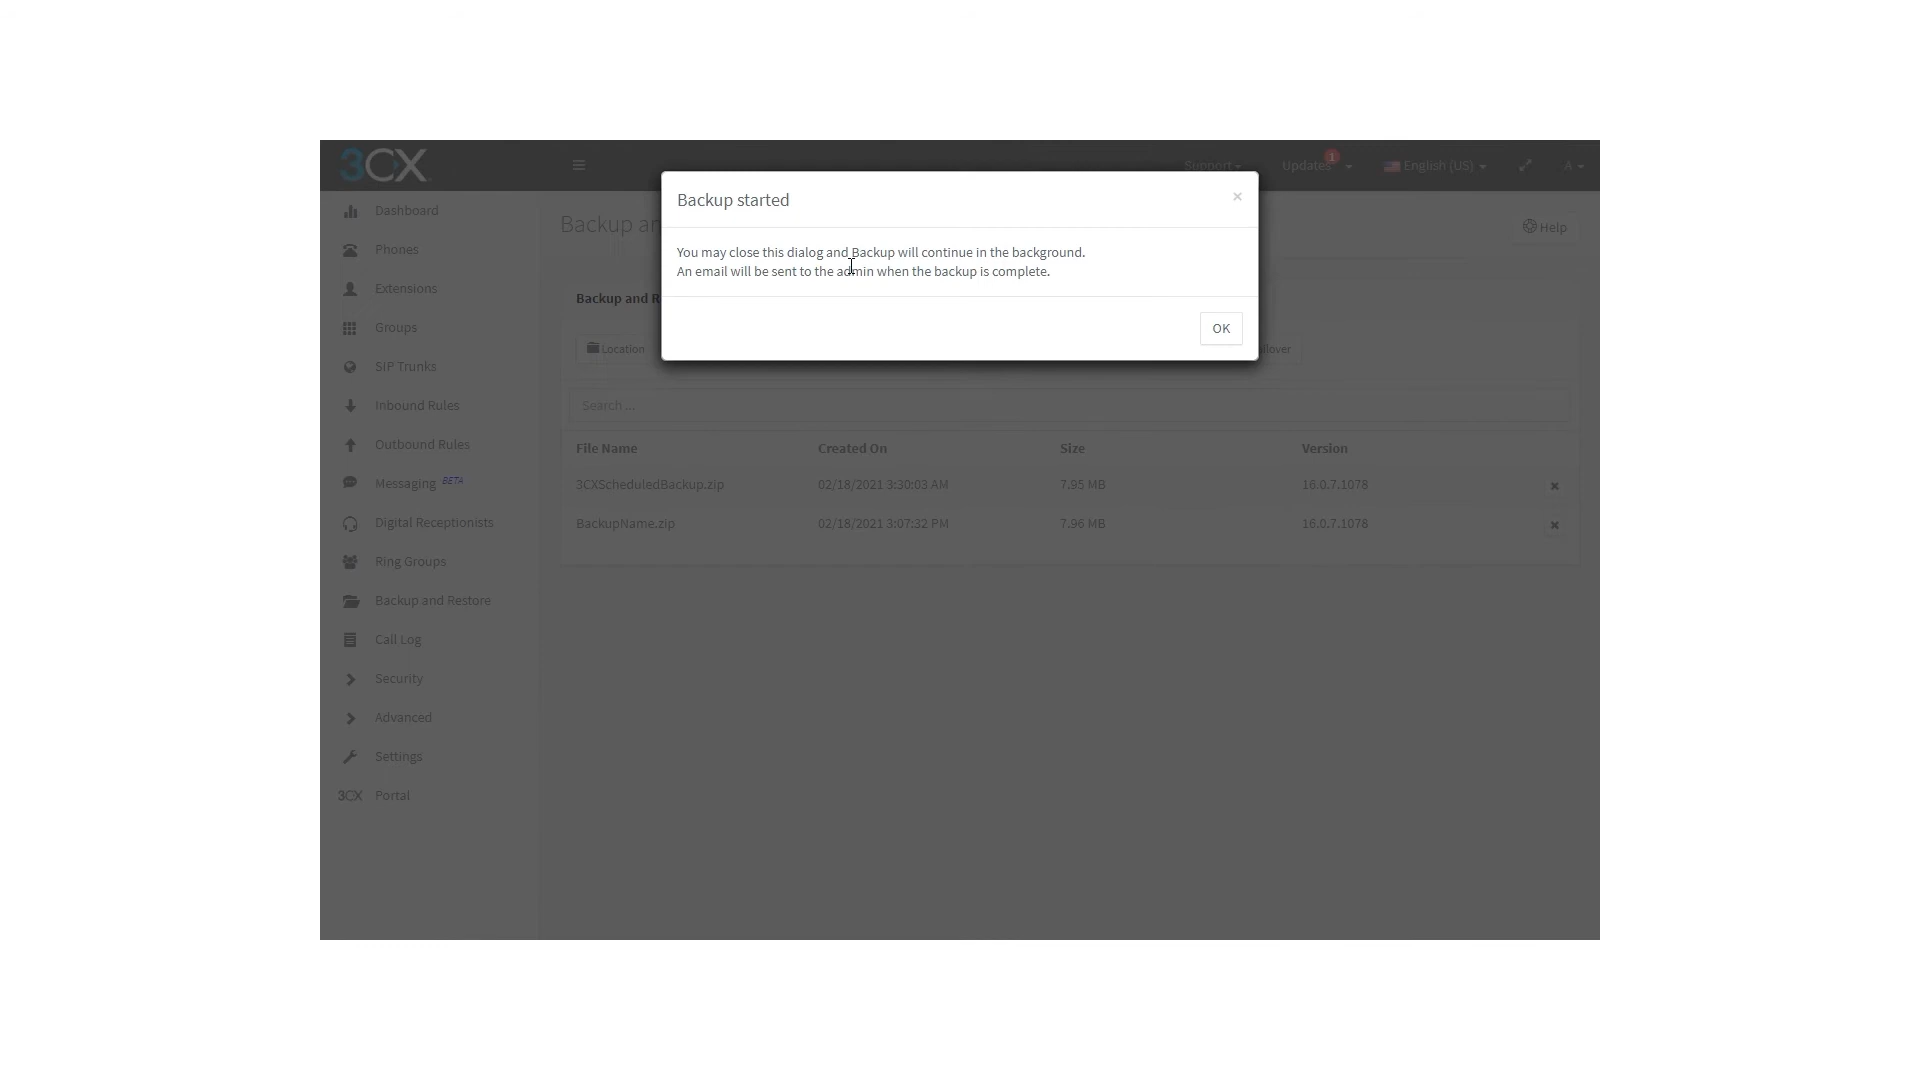 3CX
Support
Updates 1
English (US)
A
Backup started
×
Backup an
Help
You may close this dialog and Backup will continue in the background.
An email will be sent to the admin when the backup is complete.
OK
Dashboard
Phones
Extensions
Groups
SIP Trunks
Inbound Rules
Outbound Rules
Messaging BETA
Digital Receptionists
Ring Groups
Backup and Restore
Call Log
Security
Advanced
Settings
3CX Portal
Backup and R
Location
ilover
Search ...
File Name Created On Size Version
3CXScheduledBackup.zip 02/18/2021 3:30:03 AM 7.95 MB 16.0.7.1078
BackupName.zip 02/18/2021 3:07:32 PM 7.96 MB 16.0.7.1078